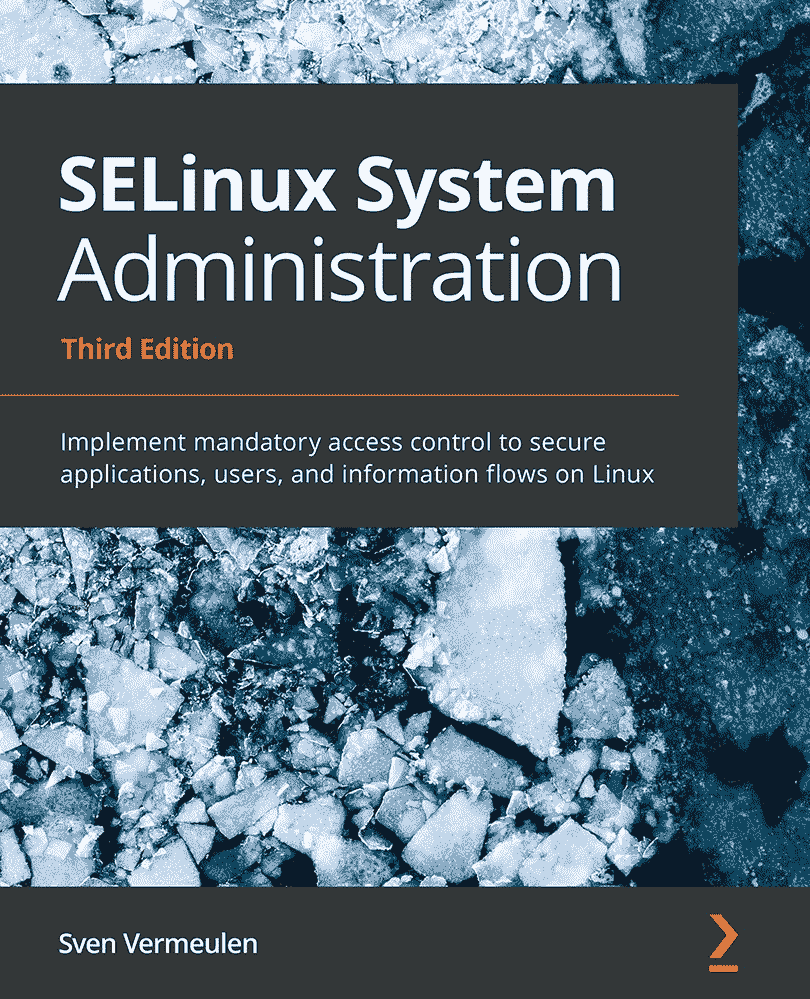 SELinux System
Administration
Third Edition
Implement mandatory access control to secure
applications, users, and information flows on Linux
Sven Vermeulen